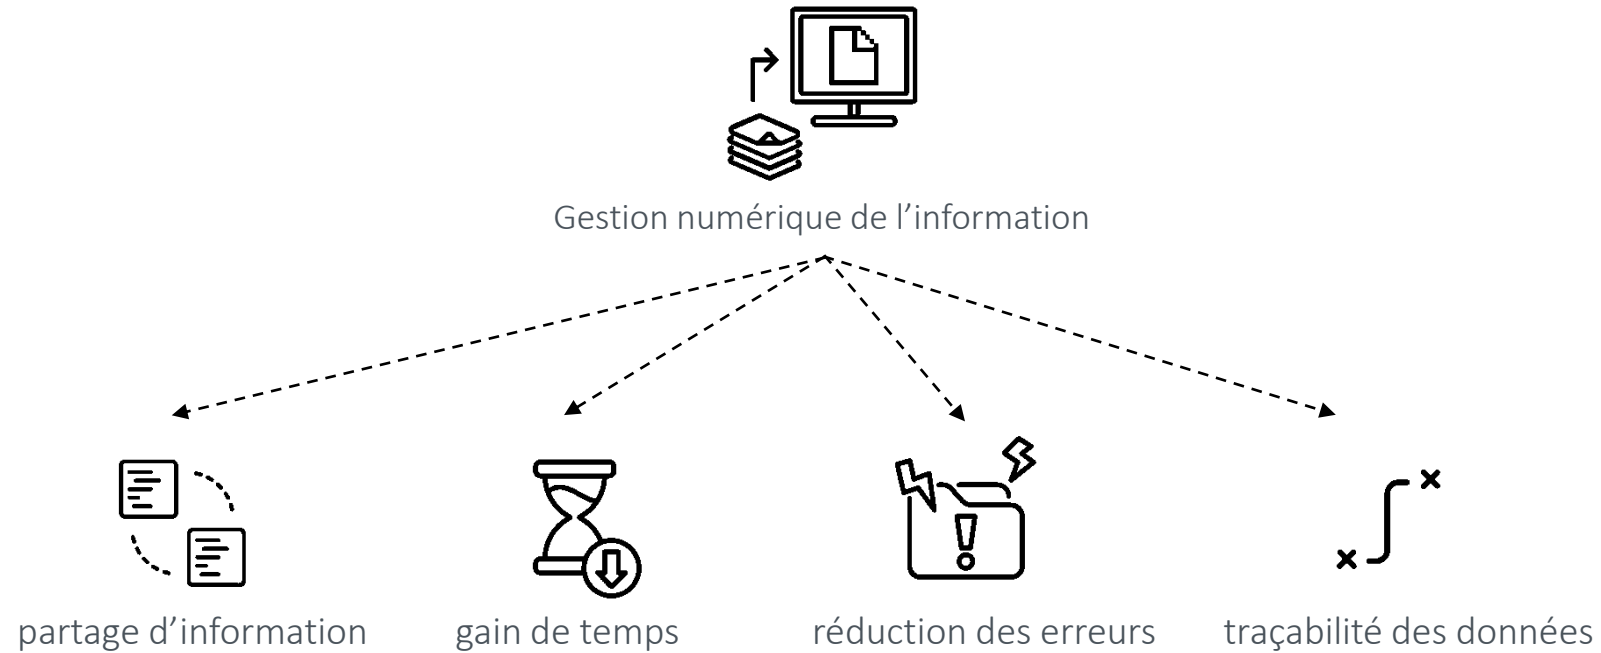 Gestion numérique de l’information
partage d’information
gain de temps
réduction des erreurs
traçabilité des données